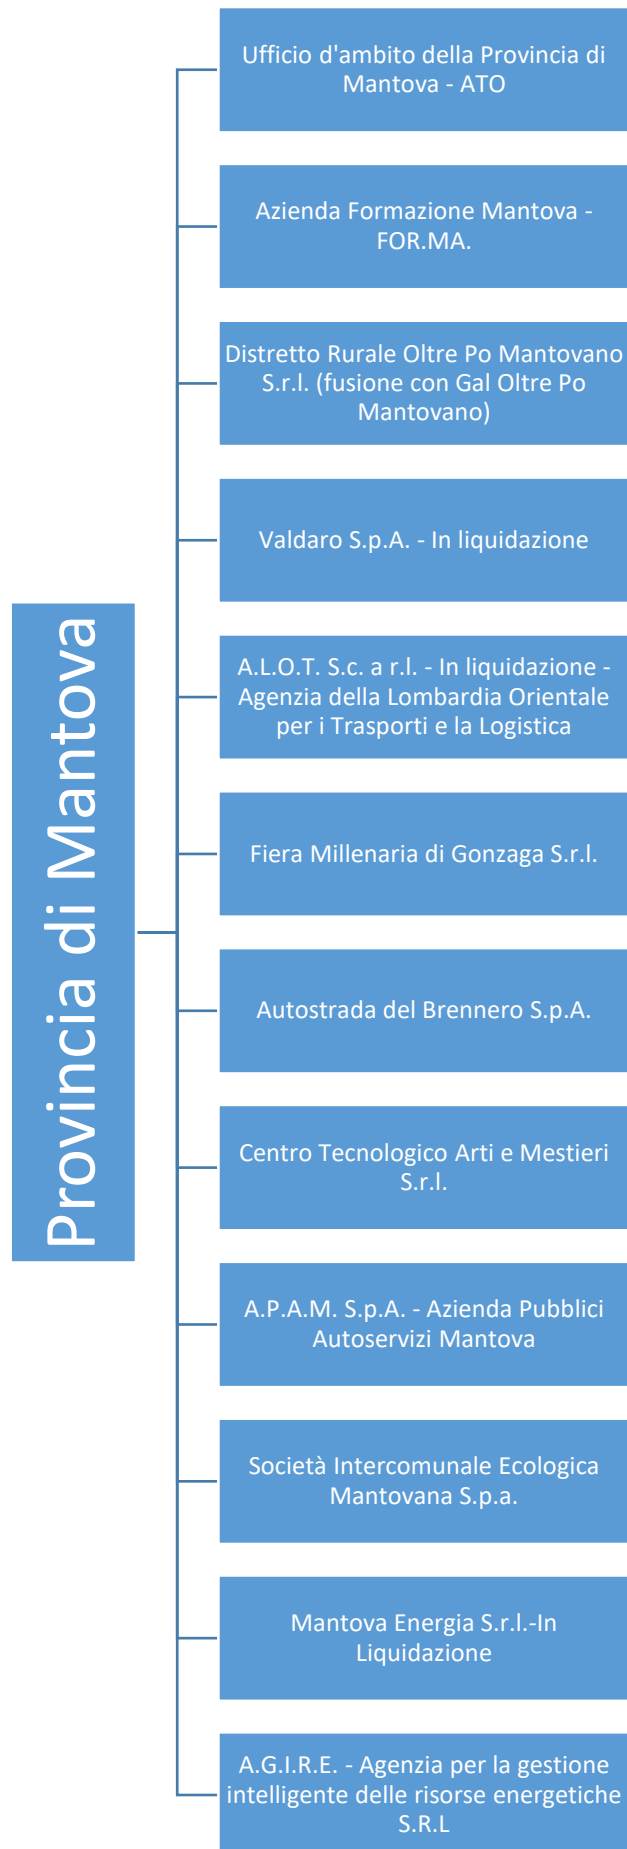 Provincia di Mantova
Ufficio d'ambito della Provincia di
Mantova - ATO
Azienda Formazione Mantova -
FOR.MA.
Distretto Rurale Oltre Po Mantovano
S.r.l. (fusione con Gal Oltre Po
Mantovano)
Valdaro S.p.A. - In liquidazione
A.L.O.T. S.c. a r.l. - In liquidazione -
Agenzia della Lombardia Orientale
per i Trasporti e la Logistica
Fiera Millenaria di Gonzaga S.r.l.
Autostrada del Brennero S.p.A.
Centro Tecnologico Arti e Mestieri
S.r.l.
A.P.A.M. S.p.A. - Azienda Pubblici
Autoservizi Mantova
Società Intercomunale Ecologica
Mantovana S.p.a.
Mantova Energia S.r.l.-In
Liquidazione
A.G.I.R.E. - Agenzia per la gestione
intelligente delle risorse energetiche
S.R.L